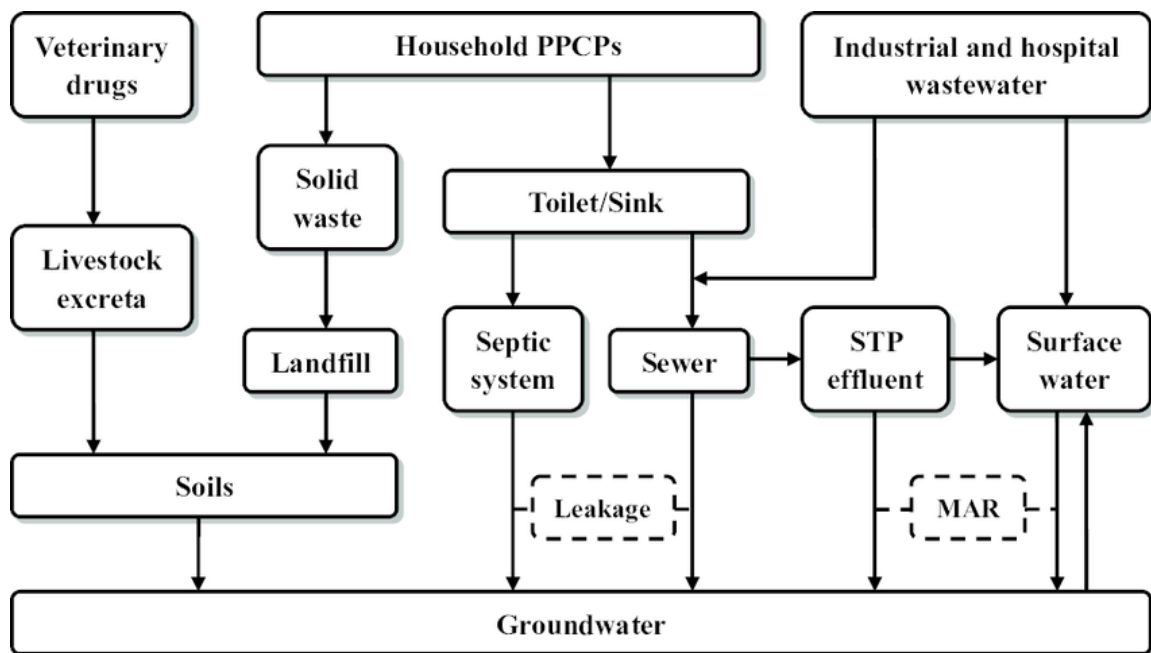 Veterinary
drugs
Household PPCPs
Industrial and hospital
wastewater
Solid
waste
Toilet/Sink
Livestock
excreta
Landfill
Septic
system
Sewer
STP
effluent
Surface
water
Soils
Leakage
MAR
Groundwater